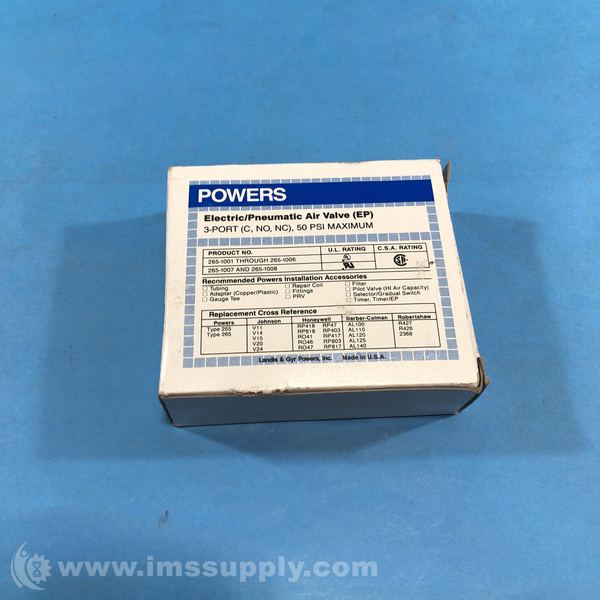 POWERS
Electric/Pneumatic Air Valve (EP)
3-PORT (C, NO, NC), 50 PSI MAXIMUM
PRODUCT NO. U.L. RATING C.S.A. RATING
265-1001 THROUGH 265-1006
265-1007 AND 265-1008
Recommended Powers Installation Accessories
Tubing Repair Coil Filter
Adapter (Copper/Plastic) Fittings Pilot Valve (HI Air Capacity)
Gauge Tee PRV Selector/Gradual Switch
Timer, Timer/EP
Replacement Cross Reference
Powers Johnson Honeywell Barber-Colman Robertshaw
Type 255 V11 RP418 RP47 AL100 R427
Type 265 V14 RP818 RP403 AL110 R426
V15 RO41 RP417 AL120 2368
V20 RO46 RP803 AL125
V24 RO47 RP817 AL140
Landis & Gyr Powers, Inc. Made in U.S.A.
www.imssupply.com